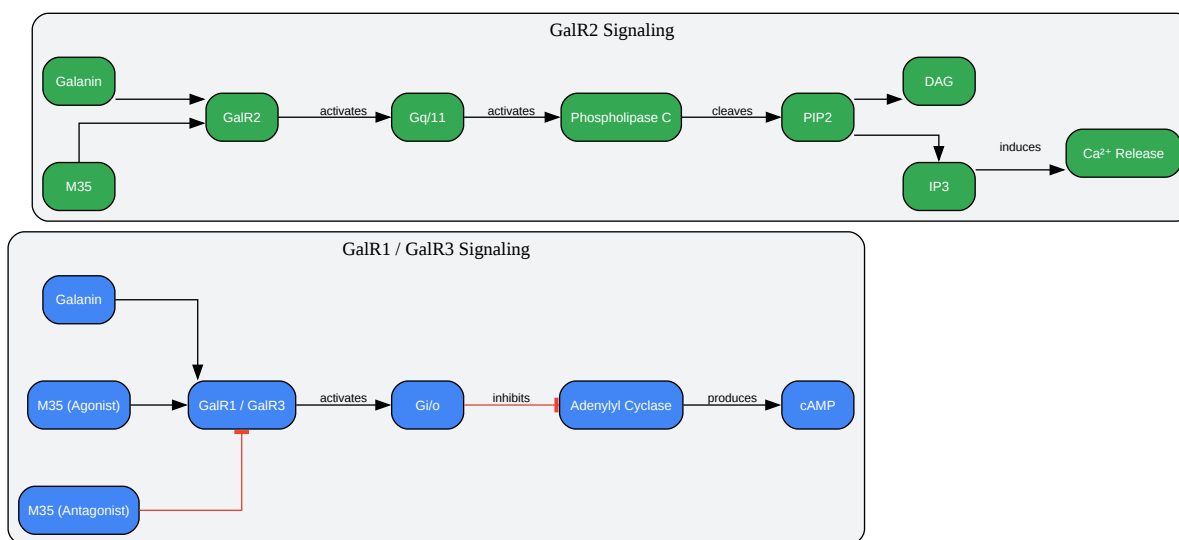 GalR2 Signaling
Galanin
DAG
GalR2
activates
Gq/11
activates
Phospholipase C
cleaves
PIP2
induces
Ca²⁺ Release
M35
IP3
GalR1 / GalR3 Signaling
Galanin
M35 (Agonist)
GalR1 / GalR3
activates
Gi/o
inhibits
Adenylyl Cyclase
produces
cAMP
M35 (Antagonist)